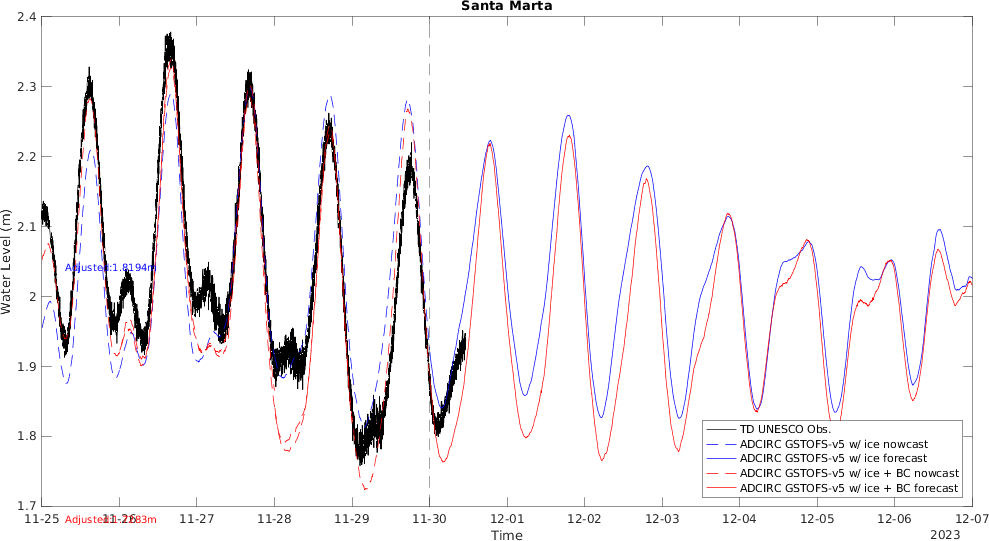 Santa Marta
2.4
2.3
2.2
2.1
2
1.9
1.8
1.7
Water Level (m)
Adjusted:1.8194m
TD UNESCO Obs.
ADCIRC GSTOFS-v5 w/ ice nowcast
ADCIRC GSTOFS-v5 w/ ice forecast
ADCIRC GSTOFS-v5 w/ ice + BC nowcast
ADCIRC GSTOFS-v5 w/ ice + BC forecast
11-25 11-26 11-27 11-28 11-29 11-30 12-01 12-02 12-03 12-04 12-05 12-06 12-07
Time
2023